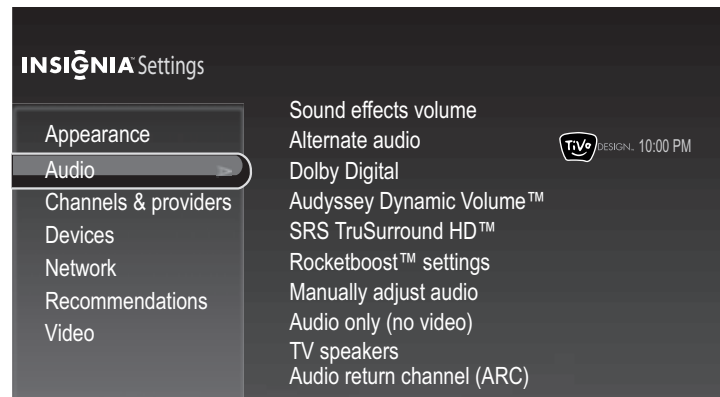 INSIGNIA™ Settings
Appearance
Audio
Channels & providers
Devices
Network
Recommendations
Video
Sound effects volume
Alternate audio
Dolby Digital
Audyssey Dynamic Volume™
SRS TruSurround HD™
Rocketboost™ settings
Manually adjust audio
Audio only (no video)
TV speakers
Audio return channel (ARC)
TiVo DESIGN™ 10:00 PM